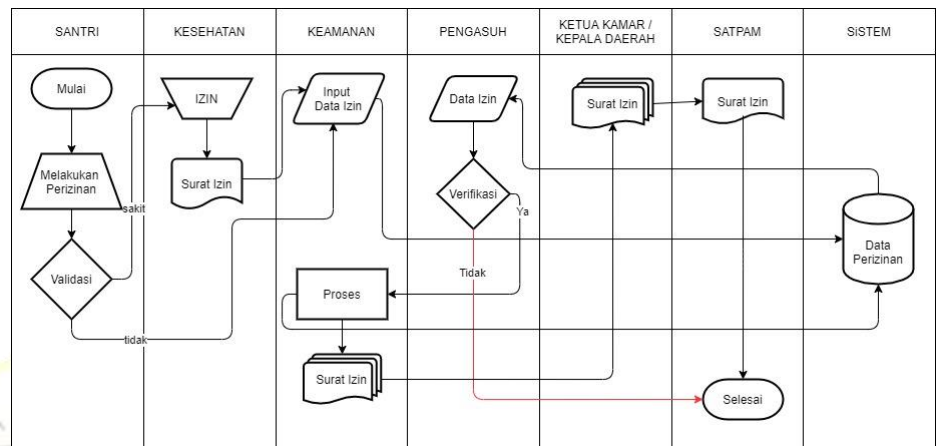 SANTRI
KESEHATAN
KEAMANAN
PENGASUH
KETUA KAMAR /
KEPALA DAERAH
SATPAM
SiSTEM
Mulai
IZIN
Input
Data Izin
Data Izin
Surat Izin
Surat Izin
Melakukan
Perizinan
Surat Izin
Verifikasi
sakit
Ya
Data
Perizinan
Validasi
Tidak
Proses
tidak
Surat Izin
Selesai